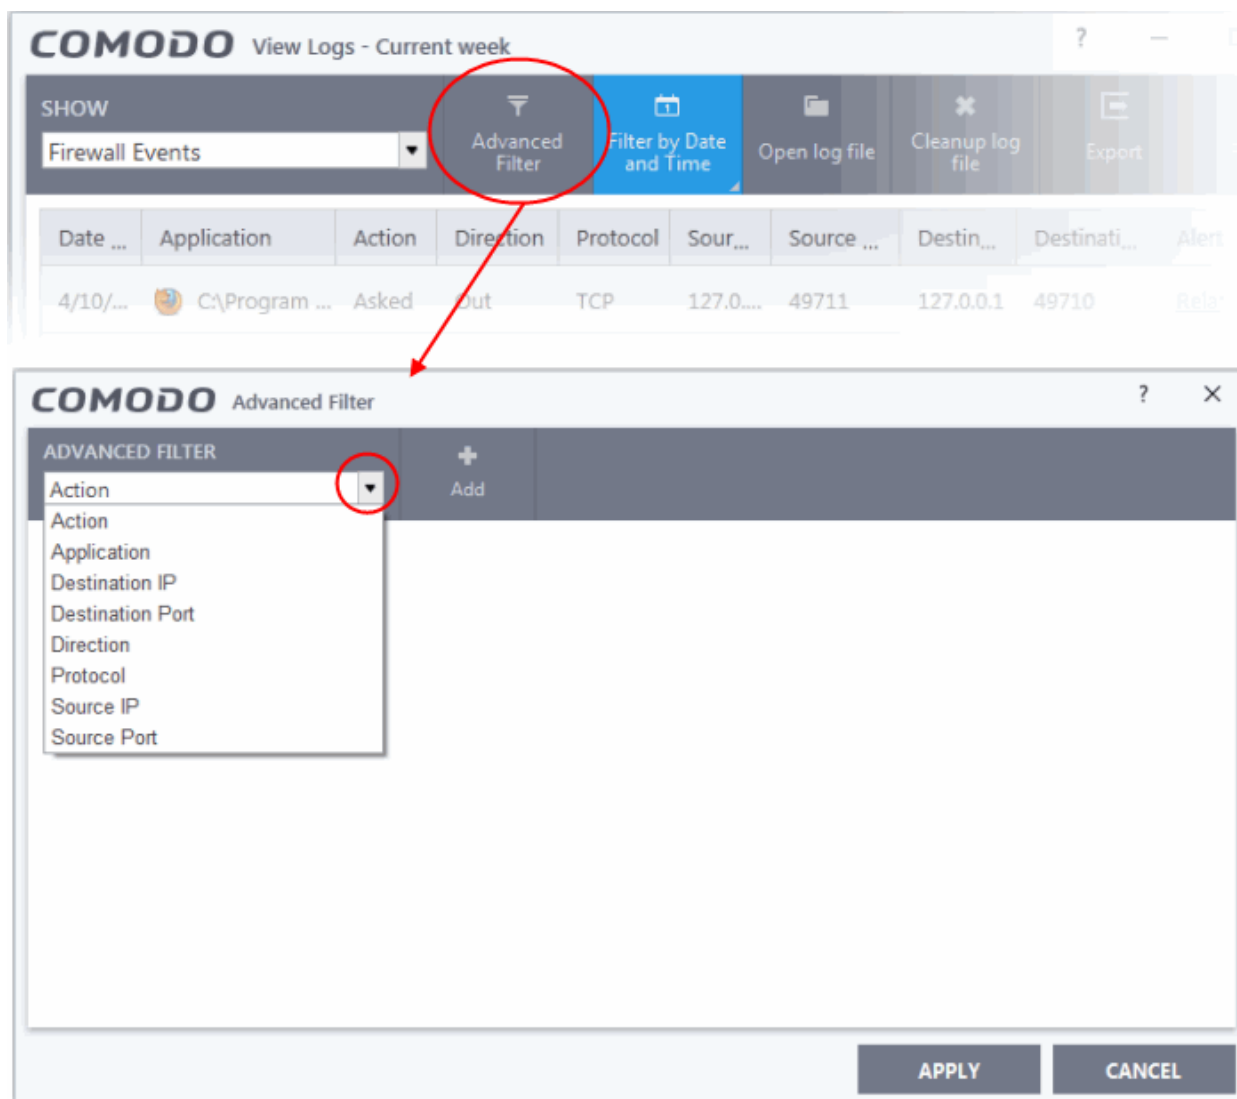 COMODO View Logs - Current week ?
SHOW
Firewall Events
Advanced
Filter
Filter by Date
and Time
Open log file
Cleanup log
file
Export
Date ... Application Action Direction Protocol Sour... Source ... Destin... Destinati... Alert
4/10/... C:\Program ... Asked Out TCP 127.0.... 49711 127.0.0.1 49710 Rela
COMODO Advanced Filter ?
ADVANCED FILTER
Action
Add
Action
Application
Destination IP
Destination Port
Direction
Protocol
Source IP
Source Port
APPLY CANCEL